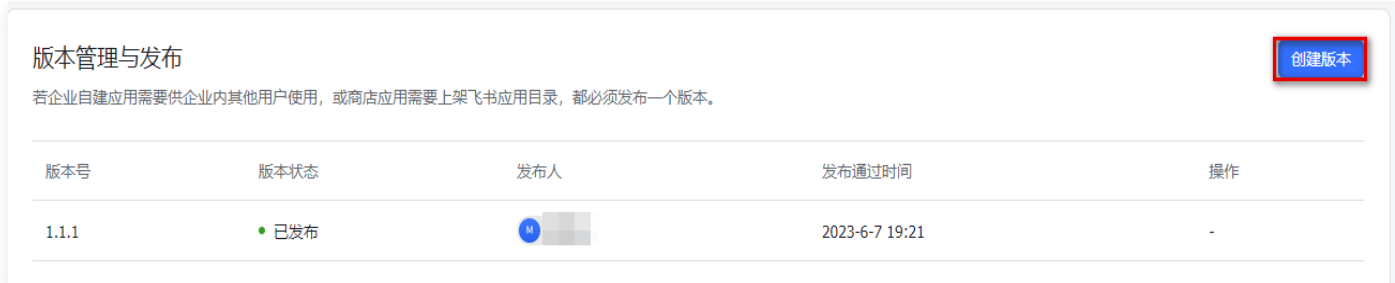 版本管理与发布
创建版本
若企业自建应用需要供企业内其他用户使用，或商店应用需要上架飞书应用目录，都必须发布一个版本。
版本号 版本状态 发布人 发布通过时间 操作
1.1.1 已发布 M 2023-6-7 19:21 -